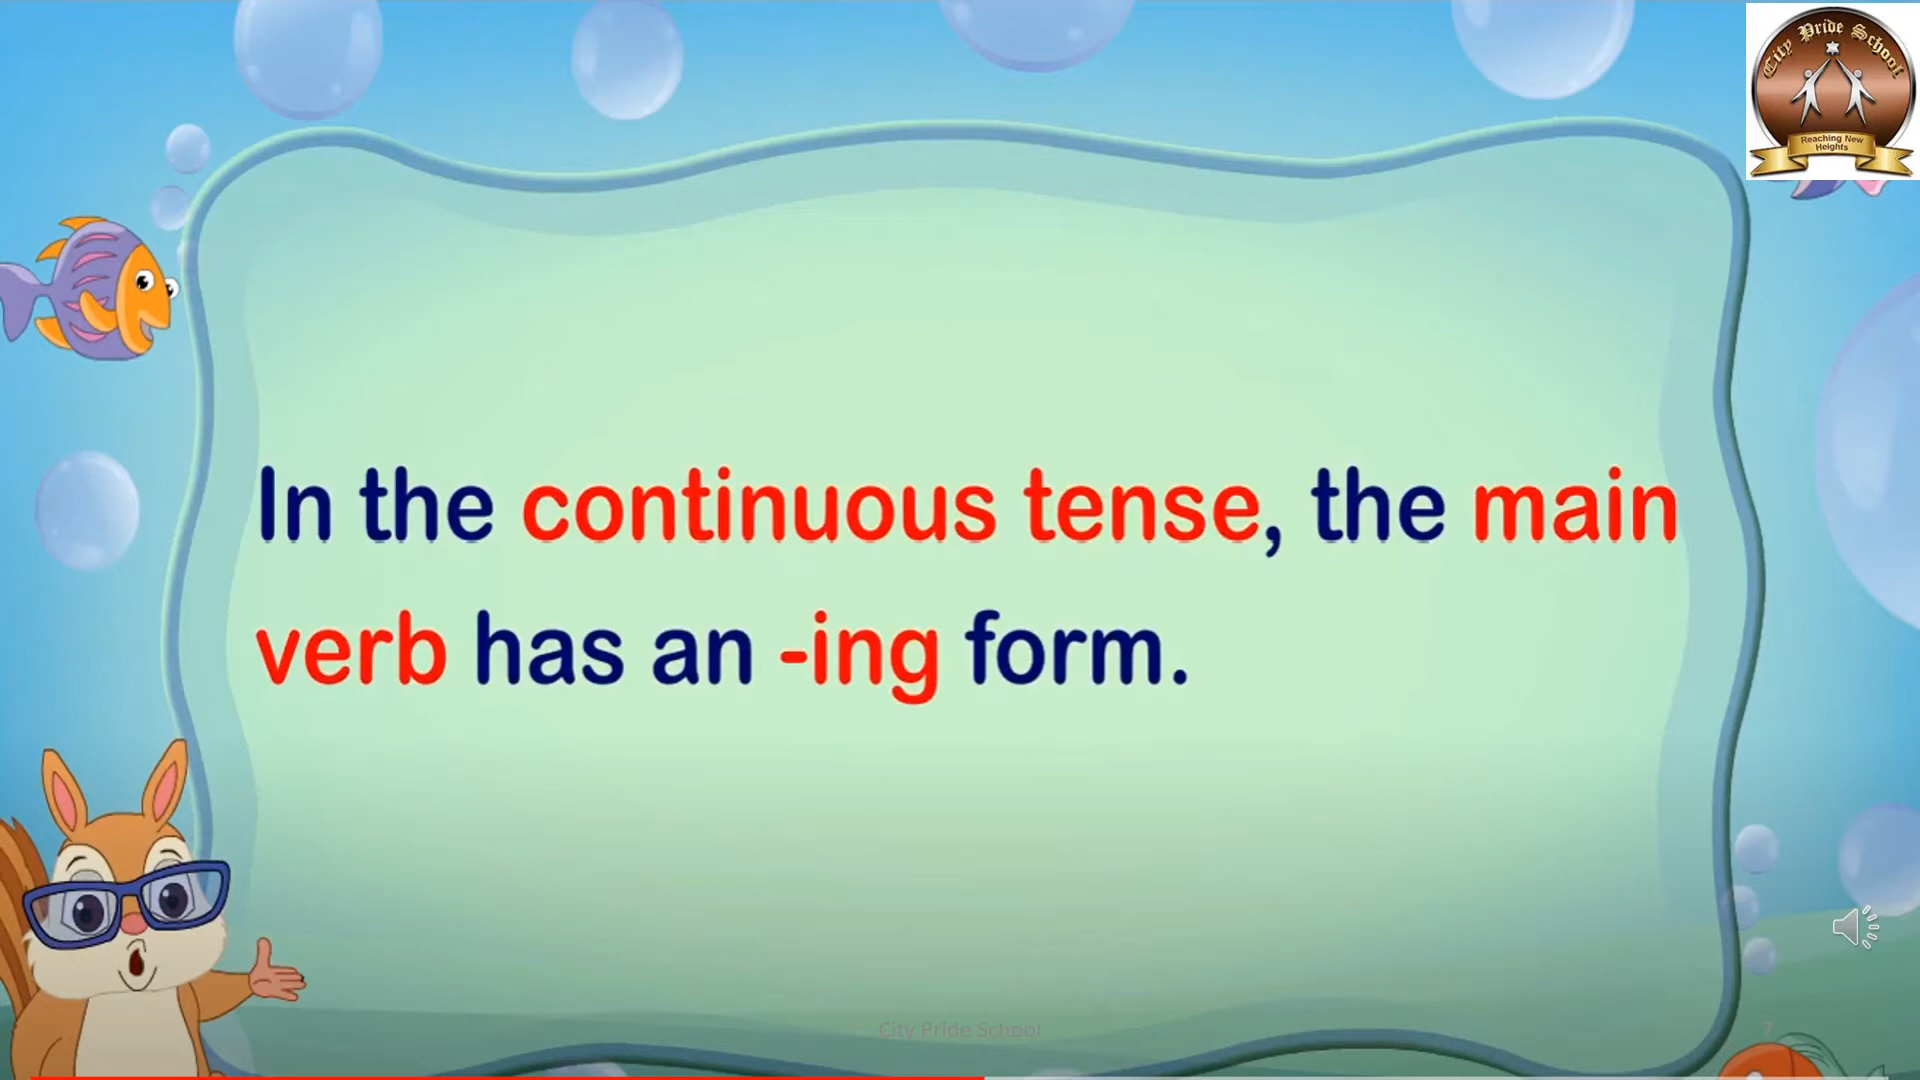 City Pride School
Reaching New
Heights
In the continuous tense, the main
verb has an -ing form.
City Pride School
7